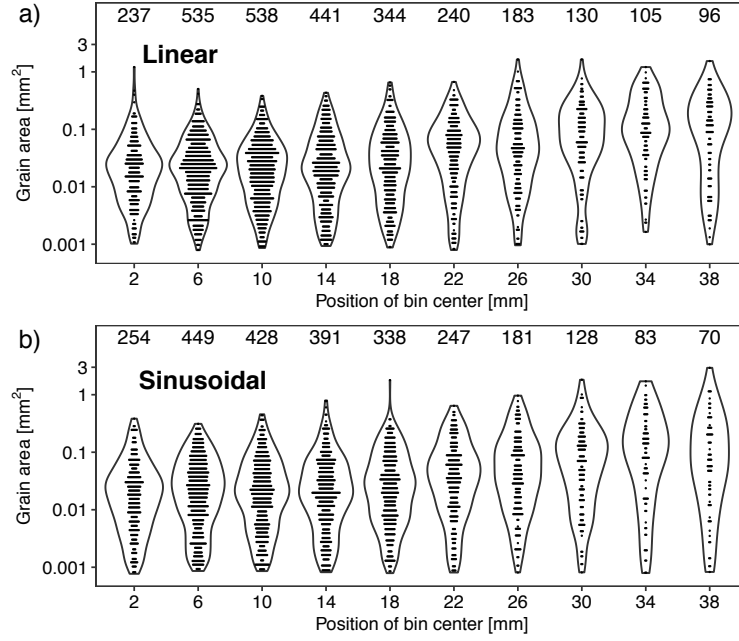 a)
237 535 538 441 344 240 183 130 105 96
Linear
3
1
0.1
0.01
0.001
Grain area [mm²]
2 6 10 14 18 22 26 30 34 38
Position of bin center [mm]
b)
254 449 428 391 338 247 181 128 83 70
Sinusoidal
3
1
0.1
0.01
0.001
Grain area [mm²]
2 6 10 14 18 22 26 30 34 38
Position of bin center [mm]